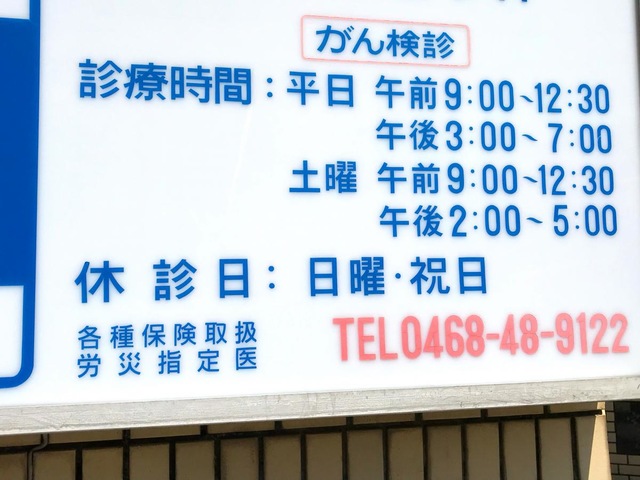 がん検診
診療時間：平日 午前9:00~12:30
午後3:00~7:00
土曜 午前9:00~12:30
午後2:00~5:00
休診日：日曜・祝日
各種保険取扱
労災指定医
TEL0468-48-9122